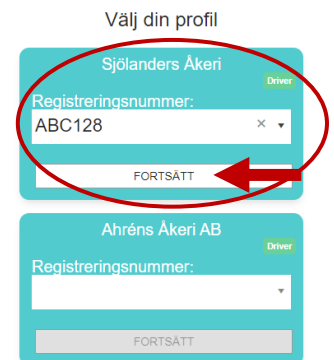 Välj din profil
Sjölanders Åkeri
Driver
Registreringsnummer:
ABC128 ×
FORTSÄTT
Ahréns Åkeri AB
Driver
Registreringsnummer:
FORTSÄTT